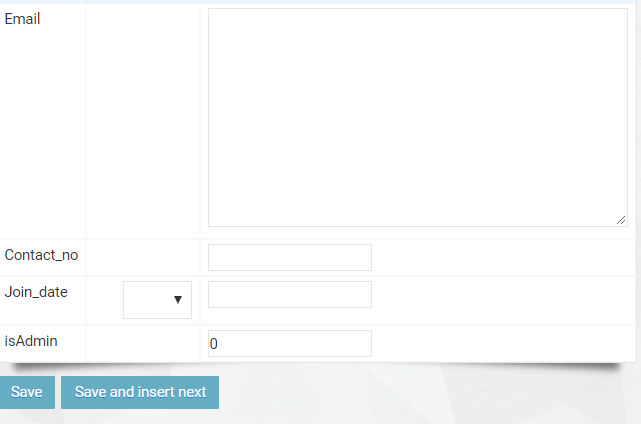 Email
Contact_no
Join_date
isAdmin 0
Save Save and insert next